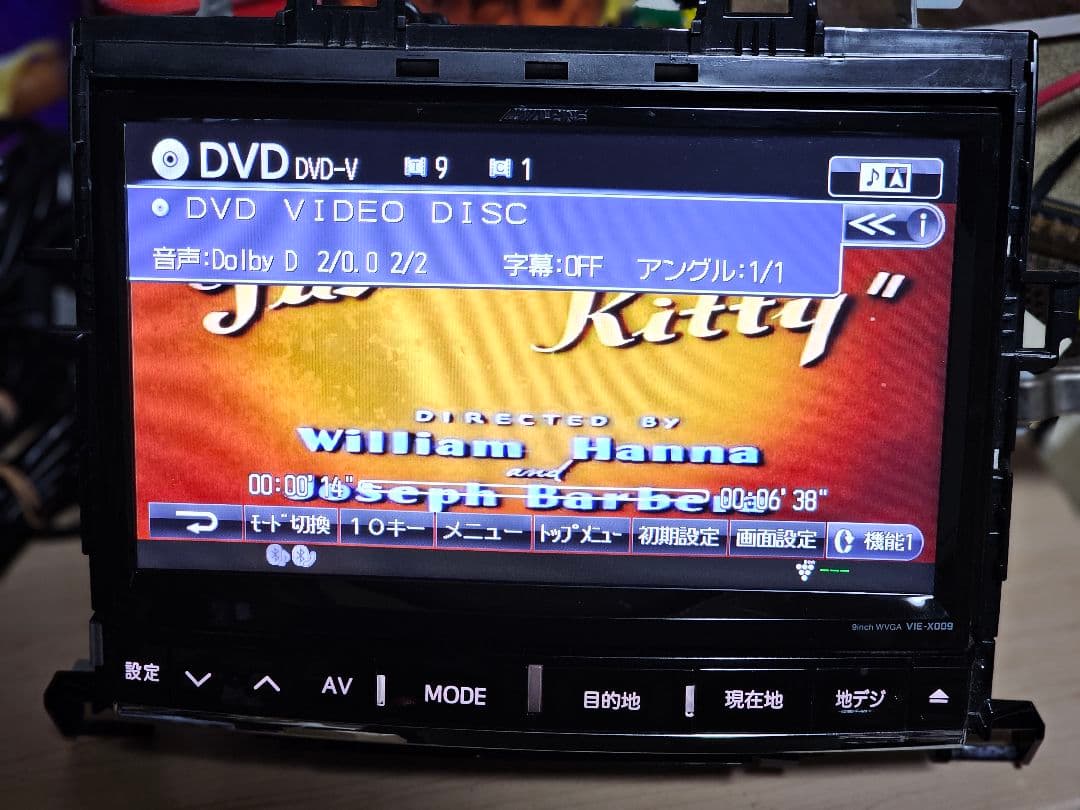 ALPINE
DVD DVD-V T 9 C 1
DVD VIDEO DISC
音声:Dolby D 2/0.0 2/2 字幕:OFF アングル:1/1
Kitty"
DIRECTED BY
William Hanna
and
Joseph Barbera
00:00'14" 00:06'38"
ﾓｰﾄﾞ切換 10キー メニュー ﾄｯﾌﾟﾒﾆｭｰ 初期設定 画面設定 機能1
9inch WVGA VIE-X009
設定 AV MODE 目的地 現在地 地デジ